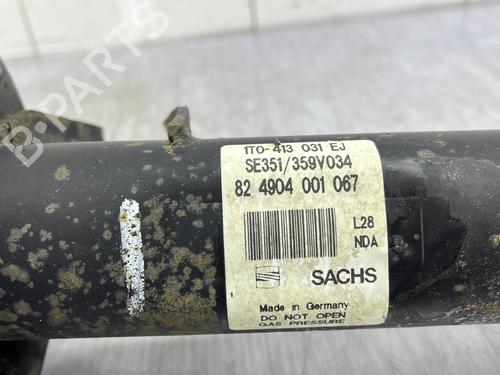 1T0-413 031 EJ
SE351/359V034
82 4904 001 067
L28
NDA
SACHS
Made in Germany
DO NOT OPEN
GAS PRESSURE